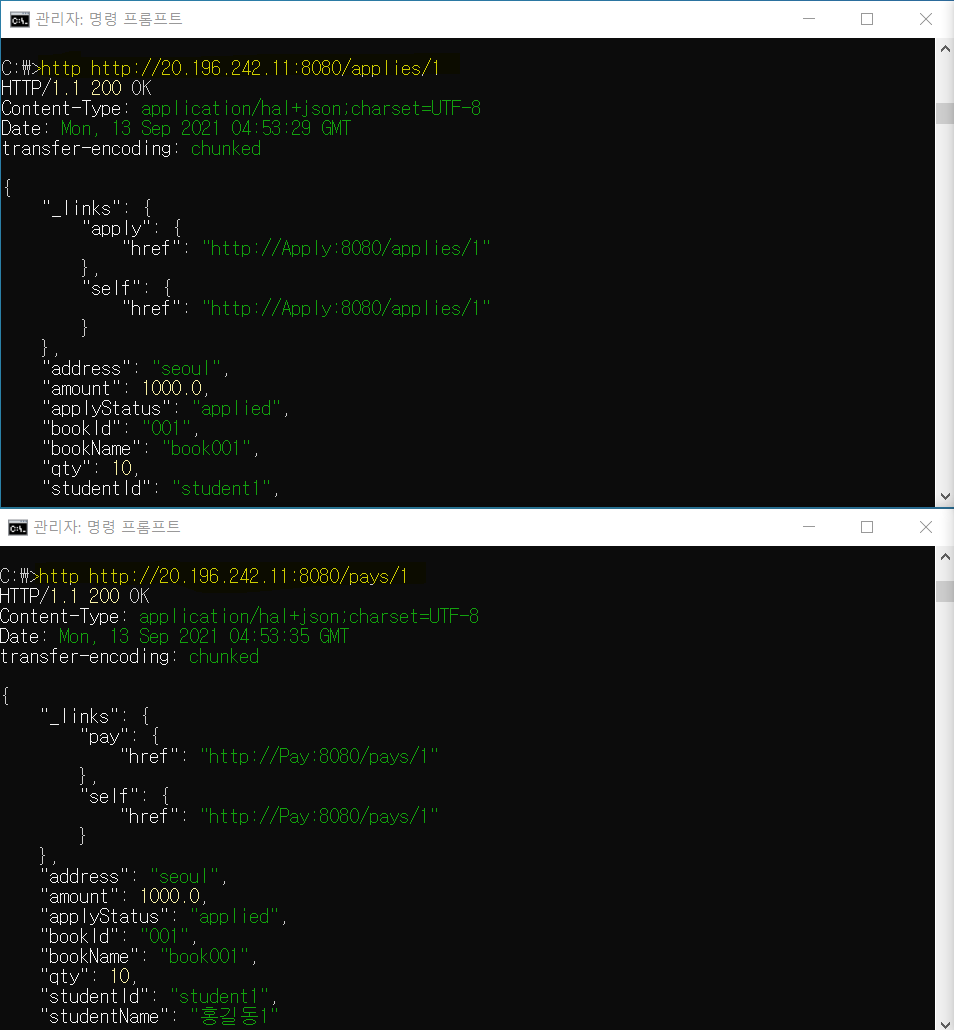 관리자: 명령 프롬프트
C:\>http http://20.196.242.11:8080/applies/1
HTTP/1.1 200 OK
Content-Type: application/hal+json;charset=UTF-8
Date: Mon, 13 Sep 2021 04:53:29 GMT
transfer-encoding: chunked
{
"_links": {
"apply": {
"href": "http://Apply:8080/applies/1"
},
"self": {
"href": "http://Apply:8080/applies/1"
}
},
"address": "seoul",
"amount": 1000.0,
"applyStatus": "applied",
"bookId": "001",
"bookName": "book001",
"qty": 10,
"studentId": "student1",
관리자: 명령 프롬프트
C:\>http http://20.196.242.11:8080/pays/1
HTTP/1.1 200 OK
Content-Type: application/hal+json;charset=UTF-8
Date: Mon, 13 Sep 2021 04:53:35 GMT
transfer-encoding: chunked
{
"_links": {
"pay": {
"href": "http://Pay:8080/pays/1"
},
"self": {
"href": "http://Pay:8080/pays/1"
}
},
"address": "seoul",
"amount": 1000.0,
"applyStatus": "applied",
"bookId": "001",
"bookName": "book001",
"qty": 10,
"studentId": "student1",
"studentName": "홍길동1"